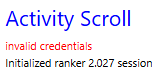 Activity Scroll
invalid credentials
Initialized ranker 2.027 session